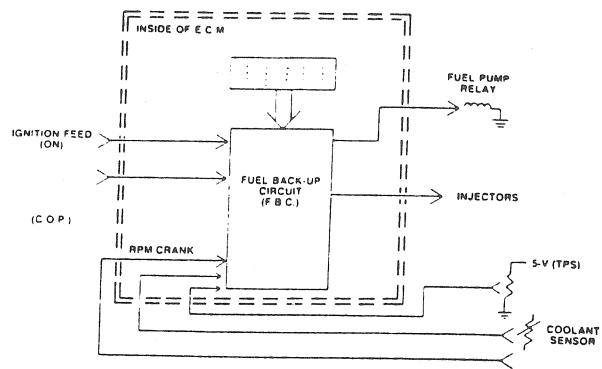 INSIDE OF E C M
FUEL PUMP
RELAY
IGNITION FEED
(ON)
FUEL BACK-UP
CIRCUIT
(F B C.)
INJECTORS
(C O P)
RPM CRANK
5-V (TPS)
COOLANT
SENSOR